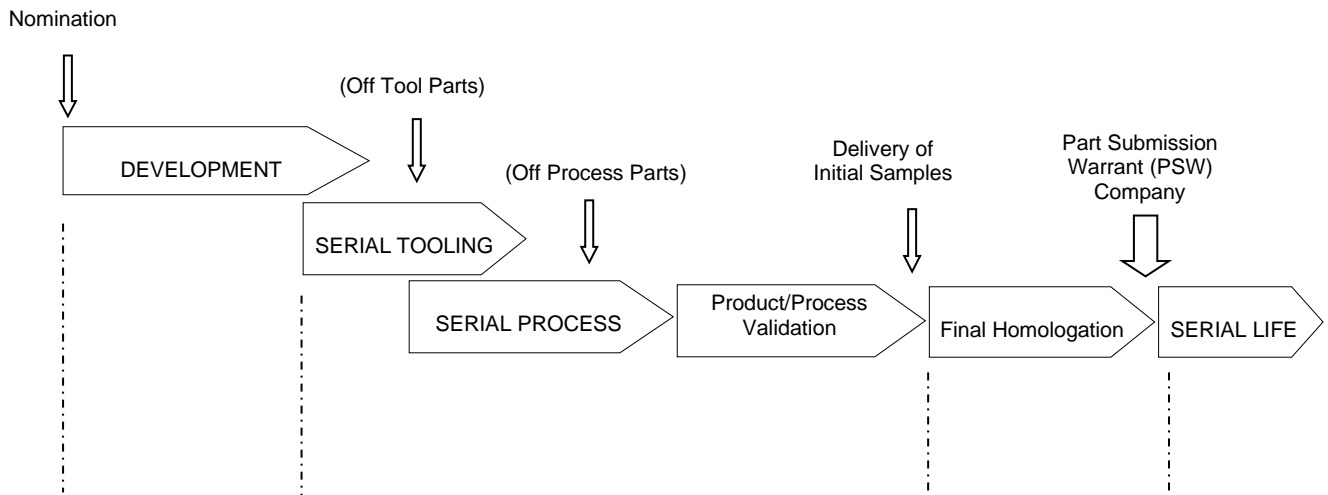 Nomination
(Off Tool Parts)
DEVELOPMENT
(Off Process Parts)
Delivery of
Initial Samples
Part Submission
Warrant (PSW)
Company
SERIAL TOOLING
SERIAL PROCESS
Product/Process
Validation
Final Homologation
SERIAL LIFE